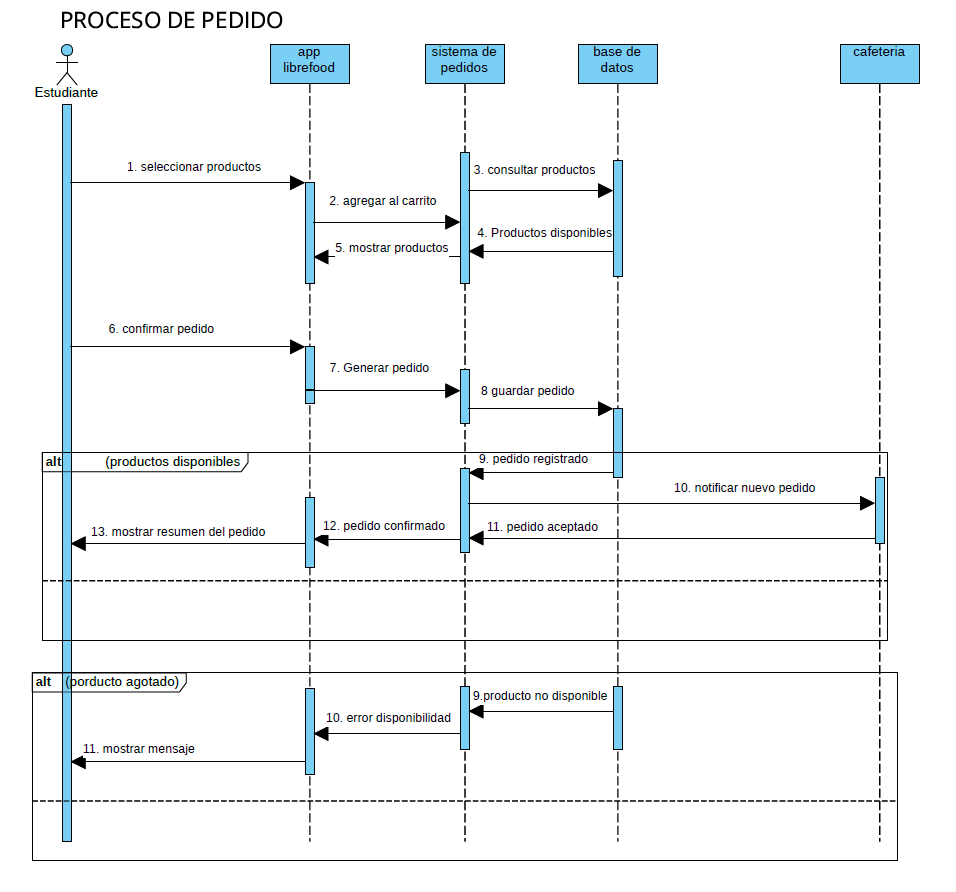 PROCESO DE PEDIDO
Estudiante
app
librefood
sistema de
pedidos
base de
datos
cafeteria
1. seleccionar productos
3. consultar productos
2. agregar al carrito
4. Productos disponibles
5. mostrar productos
6. confirmar pedido
7. Generar pedido
8 guardar pedido
alt (productos disponibles
9. pedido registrado
10. notificar nuevo pedido
12. pedido confirmado
11. pedido aceptado
13. mostrar resumen del pedido
alt (porducto agotado)
9.producto no disponible
10. error disponibilidad
11. mostrar mensaje